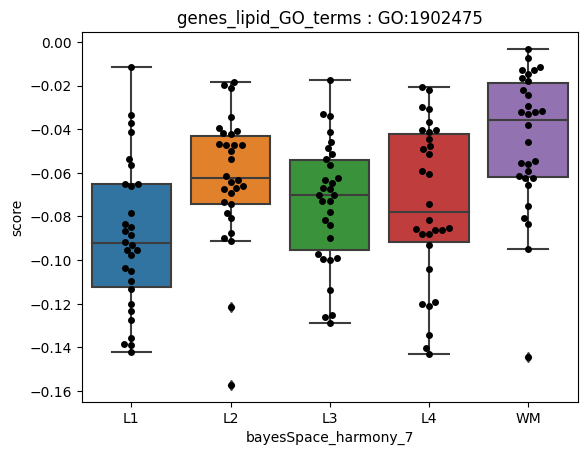 genes_lipid_GO_terms : GO:1902475
0.00
−0.02
−0.04
−0.06
−0.08
−0.10
−0.12
−0.14
−0.16
score
L1 L2 L3 L4 WM
bayesSpace_harmony_7